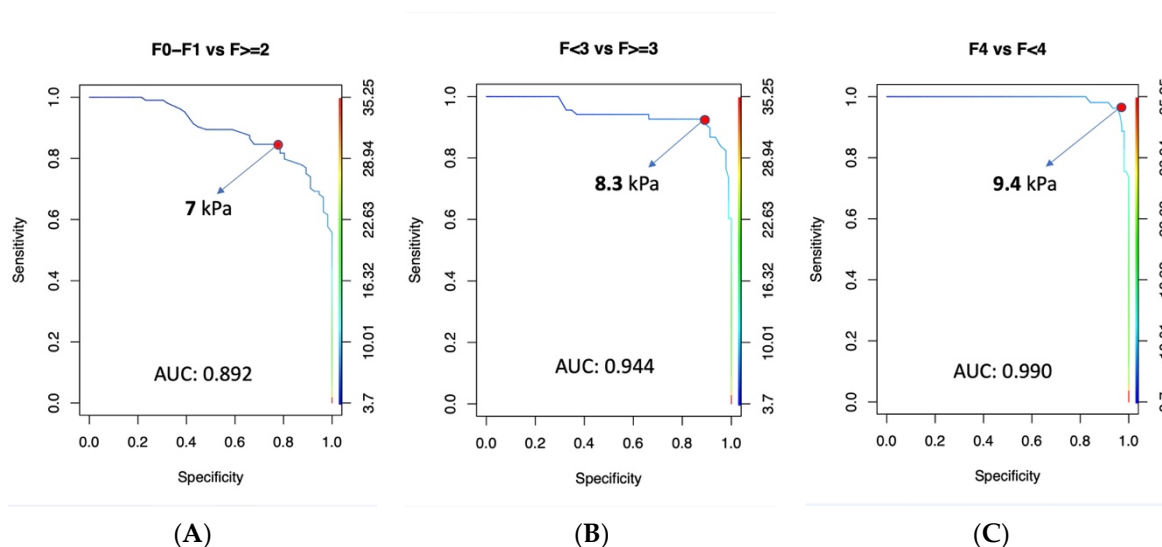 F0-F1 vs F>=2
Sensitivity
1.0
0.8
0.6
0.4
0.2
0.0
7 kPa
AUC: 0.892
35.25
28.94
22.63
16.32
10.01
3.7
0.0 0.2 0.4 0.6 0.8 1.0
Specificity
(A)
F<3 vs F>=3
Sensitivity
1.0
0.8
0.6
0.4
0.2
0.0
8.3 kPa
AUC: 0.944
35.25
28.94
22.63
16.32
10.01
3.7
0.0 0.2 0.4 0.6 0.8 1.0
Specificity
(B)
F4 vs F<4
Sensitivity
1.0
0.8
0.6
0.4
0.2
0.0
9.4 kPa
AUC: 0.990
0.0 0.2 0.4 0.6 0.8 1.0
Specificity
(C)